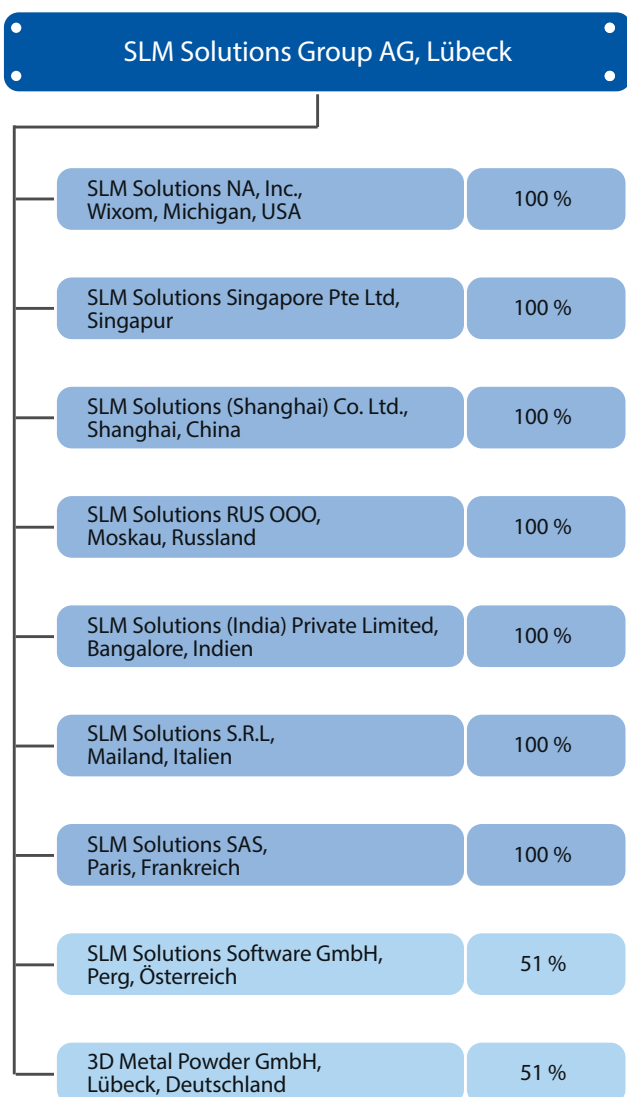 SLM Solutions Group AG, Lübeck
SLM Solutions NA, Inc.,
Wixom, Michigan, USA
100 %
SLM Solutions Singapore Pte Ltd,
Singapur
100 %
SLM Solutions (Shanghai) Co. Ltd.,
Shanghai, China
100 %
SLM Solutions RUS OOO,
Moskau, Russland
100 %
SLM Solutions (India) Private Limited,
Bangalore, Indien
100 %
SLM Solutions S.R.L,
Mailand, Italien
100 %
SLM Solutions SAS,
Paris, Frankreich
100 %
SLM Solutions Software GmbH,
Perg, Österreich
51 %
3D Metal Powder GmbH,
Lübeck, Deutschland
51 %